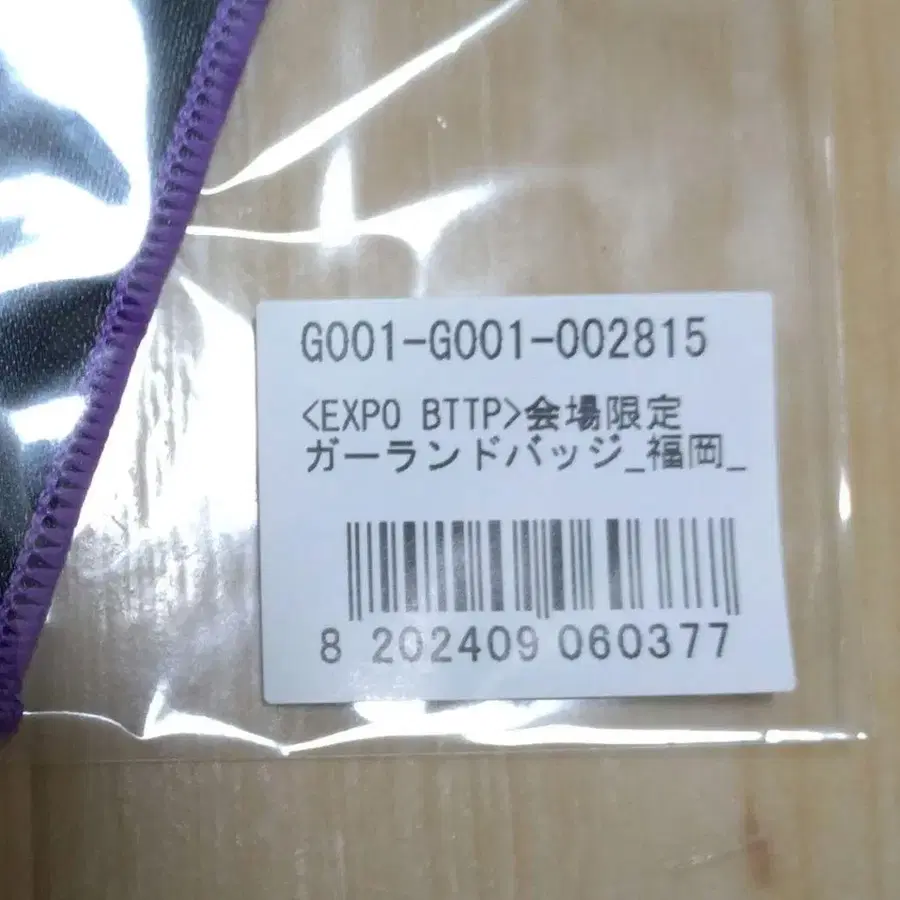 G001-G001-002815
<EXPO BTTP>会場限定
ガーランドバッジ_福岡_
8 202409 060377